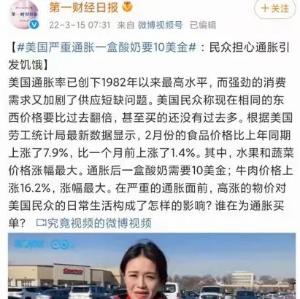 第一财经日报
22-3-15 07:31 来自 微博视频号
+关注
【#美国严重通胀一盒酸奶要10美金#：民众担心通胀引发饥饿】
美国通胀率已创下1982年以来最高水平，而强劲的消费需求又加剧了供应短缺问题。美国民众称现在相同的东西价格要比过去翻倍，甚至买的还没有过去多。根据美国劳工统计局最新数据显示，2月份的食品价格比上年同期上涨了7.9%，比一个月前上涨了1.4%。其中，水果和蔬菜价格涨幅最大。通胀后一盒酸奶需要10美金；牛肉价格上涨16.2%，涨幅最大。在严重的通胀面前，高涨的物价对美国民众的日常生活构成了怎样的影响？谁在为通胀买单？
究竟视频的微博视频